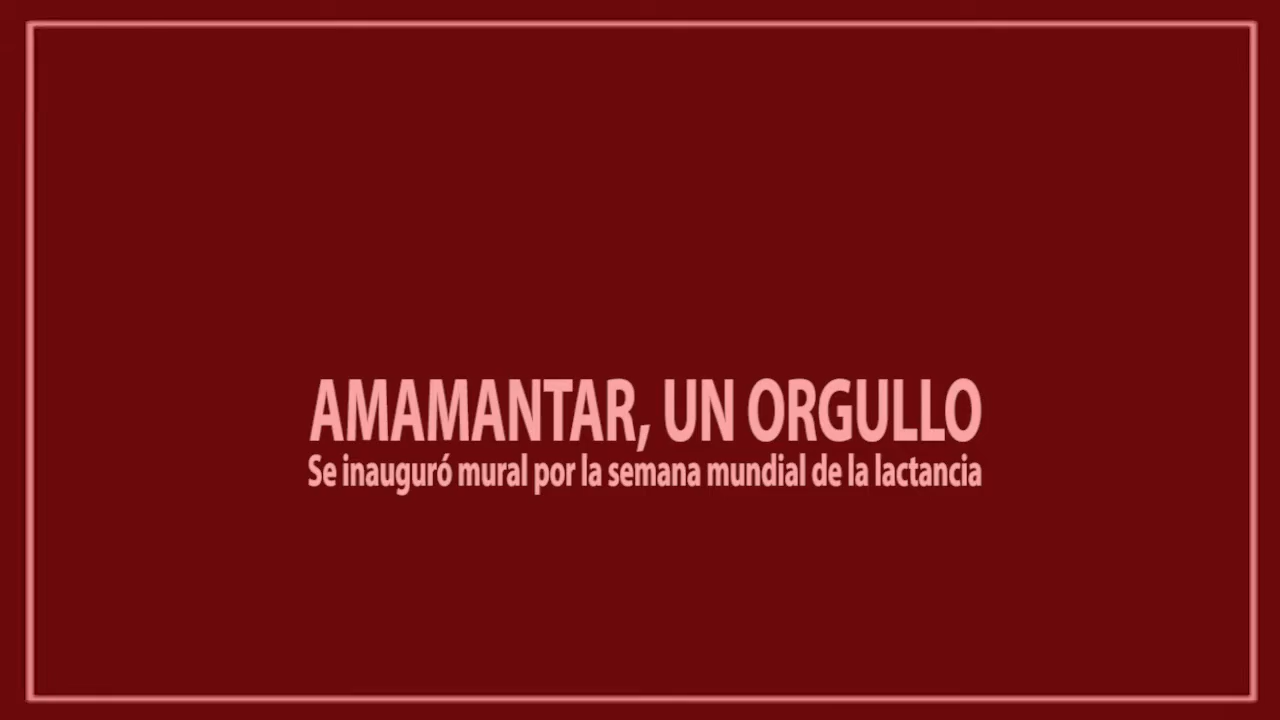 AMAMANTAR, UN ORGULLO
Se inauguró mural por la semana mundial de la lactancia